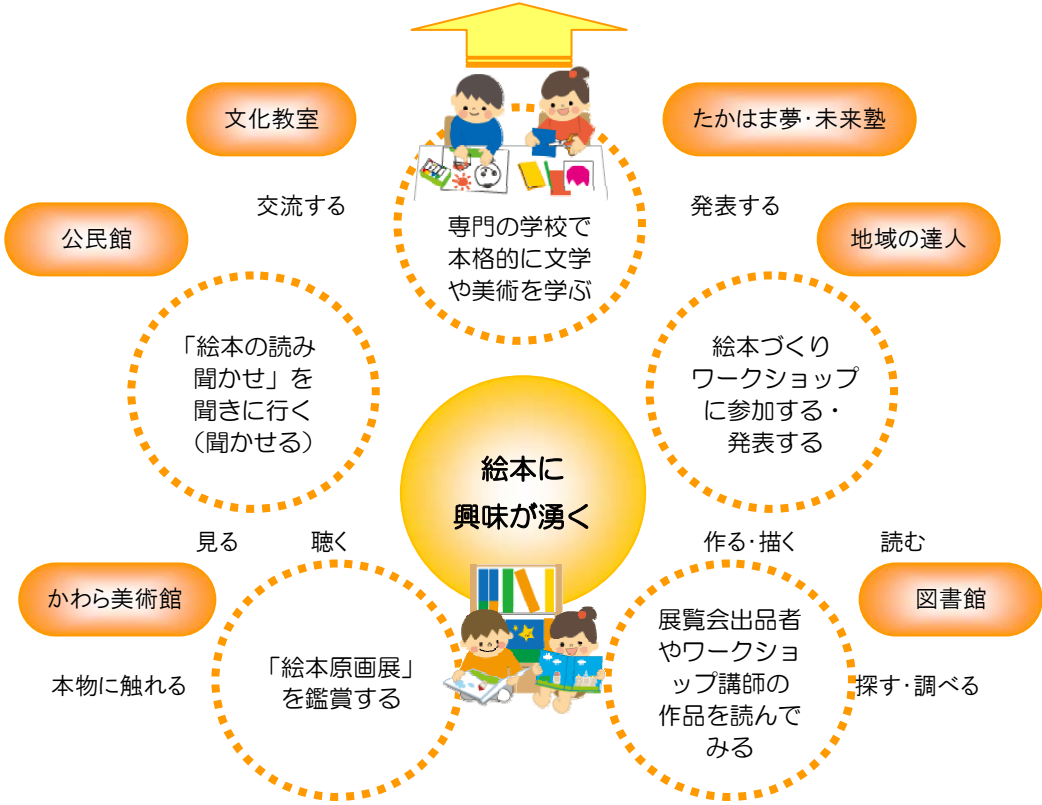 文化教室
たかはま夢・未来塾
交流する
発表する
専門の学校で
本格的に文学
や美術を学ぶ
公民館
地域の達人
「絵本の読み
聞かせ」を
聞きに行く
（聞かせる）
絵本づくり
ワークショップ
に参加する・
発表する
絵本に
興味が湧く
見る
聴く
作る・描く
読む
かわら美術館
図書館
本物に触れる
「絵本原画展」
を鑑賞する
展覧会出品者
やワークショ
ップ講師の
作品を読んで
みる
探す・調べる